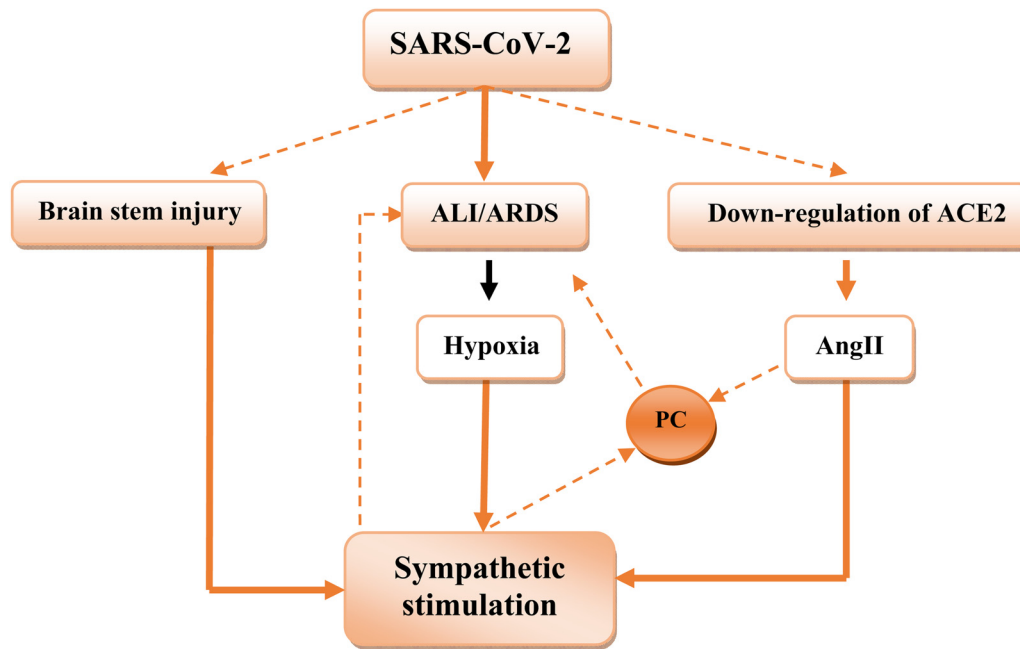 SARS-CoV-2
Brain stem injury
ALI/ARDS
Down-regulation of ACE2
Hypoxia
AngII
PC
Sympathetic
stimulation